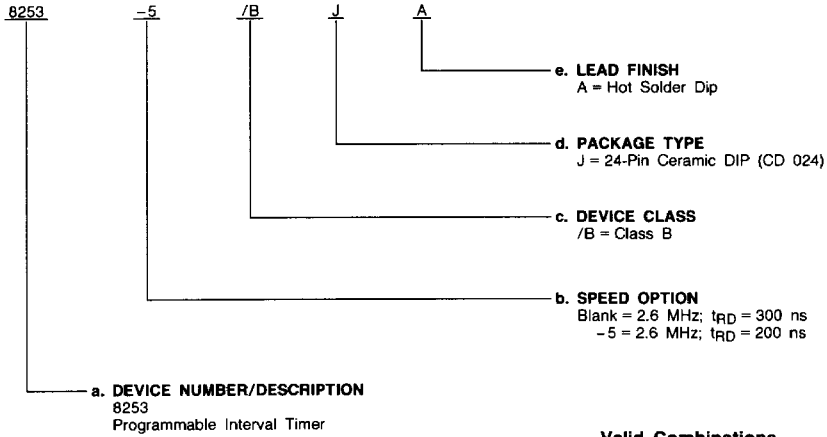 8253 -5 /B J A
e. LEAD FINISH
A = Hot Solder Dip
d. PACKAGE TYPE
J = 24-Pin Ceramic DIP (CD 024)
c. DEVICE CLASS
/B = Class B
b. SPEED OPTION
Blank = 2.6 MHz; tRD = 300 ns
-5 = 2.6 MHz; tRD = 200 ns
a. DEVICE NUMBER/DESCRIPTION
8253
Programmable Interval Timer
Valid Combinations